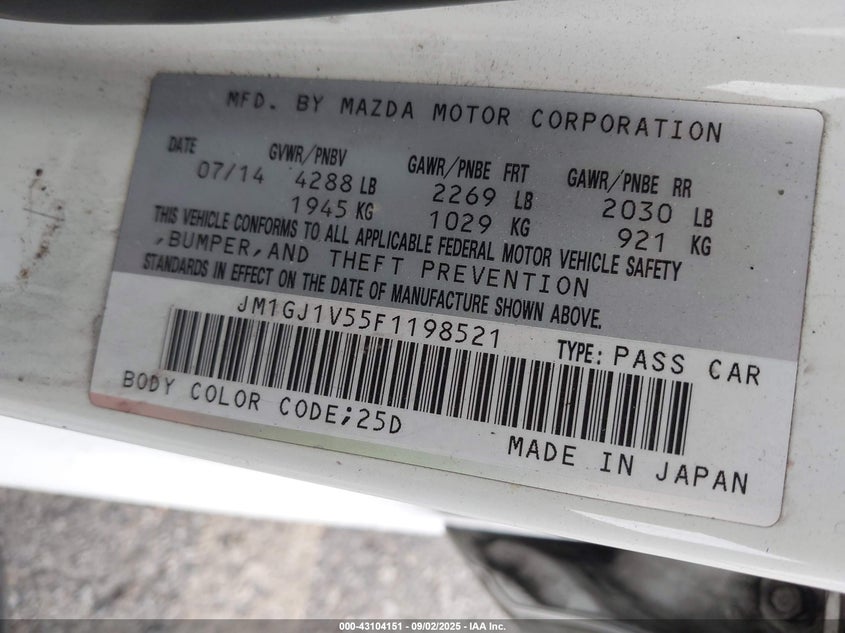 MFD. BY MAZDA MOTOR CORPORATION
DATE GVWR/PNBV GAWR/PNBE FRT GAWR/PNBE RR
07/14 4288 LB 2269 LB 2030 LB
1945 KG 1029 KG 921 KG
THIS VEHICLE CONFORMS TO ALL APPLICABLE FEDERAL MOTOR VEHICLE SAFETY
,BUMPER,AND THEFT PREVENTION
STANDARDS IN EFFECT ON THE DATE OF MANUFACTURE SHOWN ABOVE.
JM1GJ1V55F1198521
TYPE: PASS CAR
BODY COLOR CODE;25D
MADE IN JAPAN
000-43104151 - 09/02/2025 - IAA Inc.